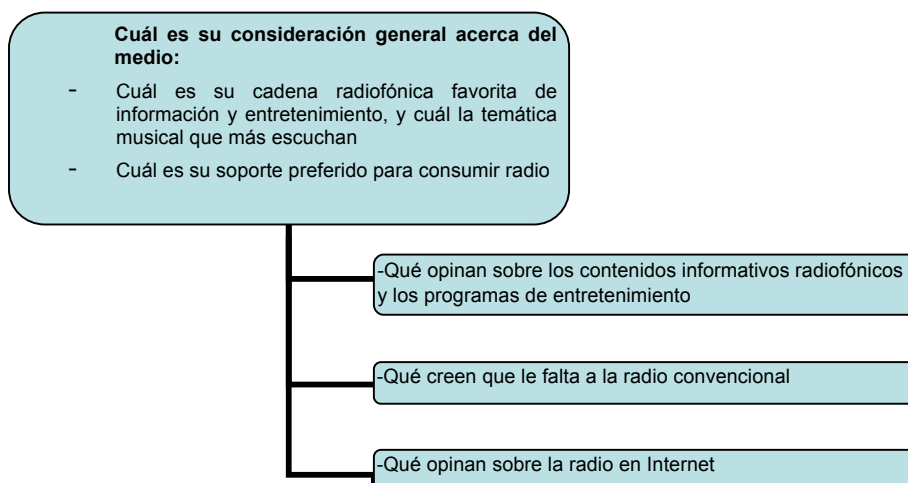 Cuál es su consideración general acerca del
medio:
- Cuál es su cadena radiofónica favorita de
información y entretenimiento, y cuál la temática
musical que más escuchan
- Cuál es su soporte preferido para consumir radio
-Qué opinan sobre los contenidos informativos radiofónicos
y los programas de entretenimiento
-Qué creen que le falta a la radio convencional
-Qué opinan sobre la radio en Internet